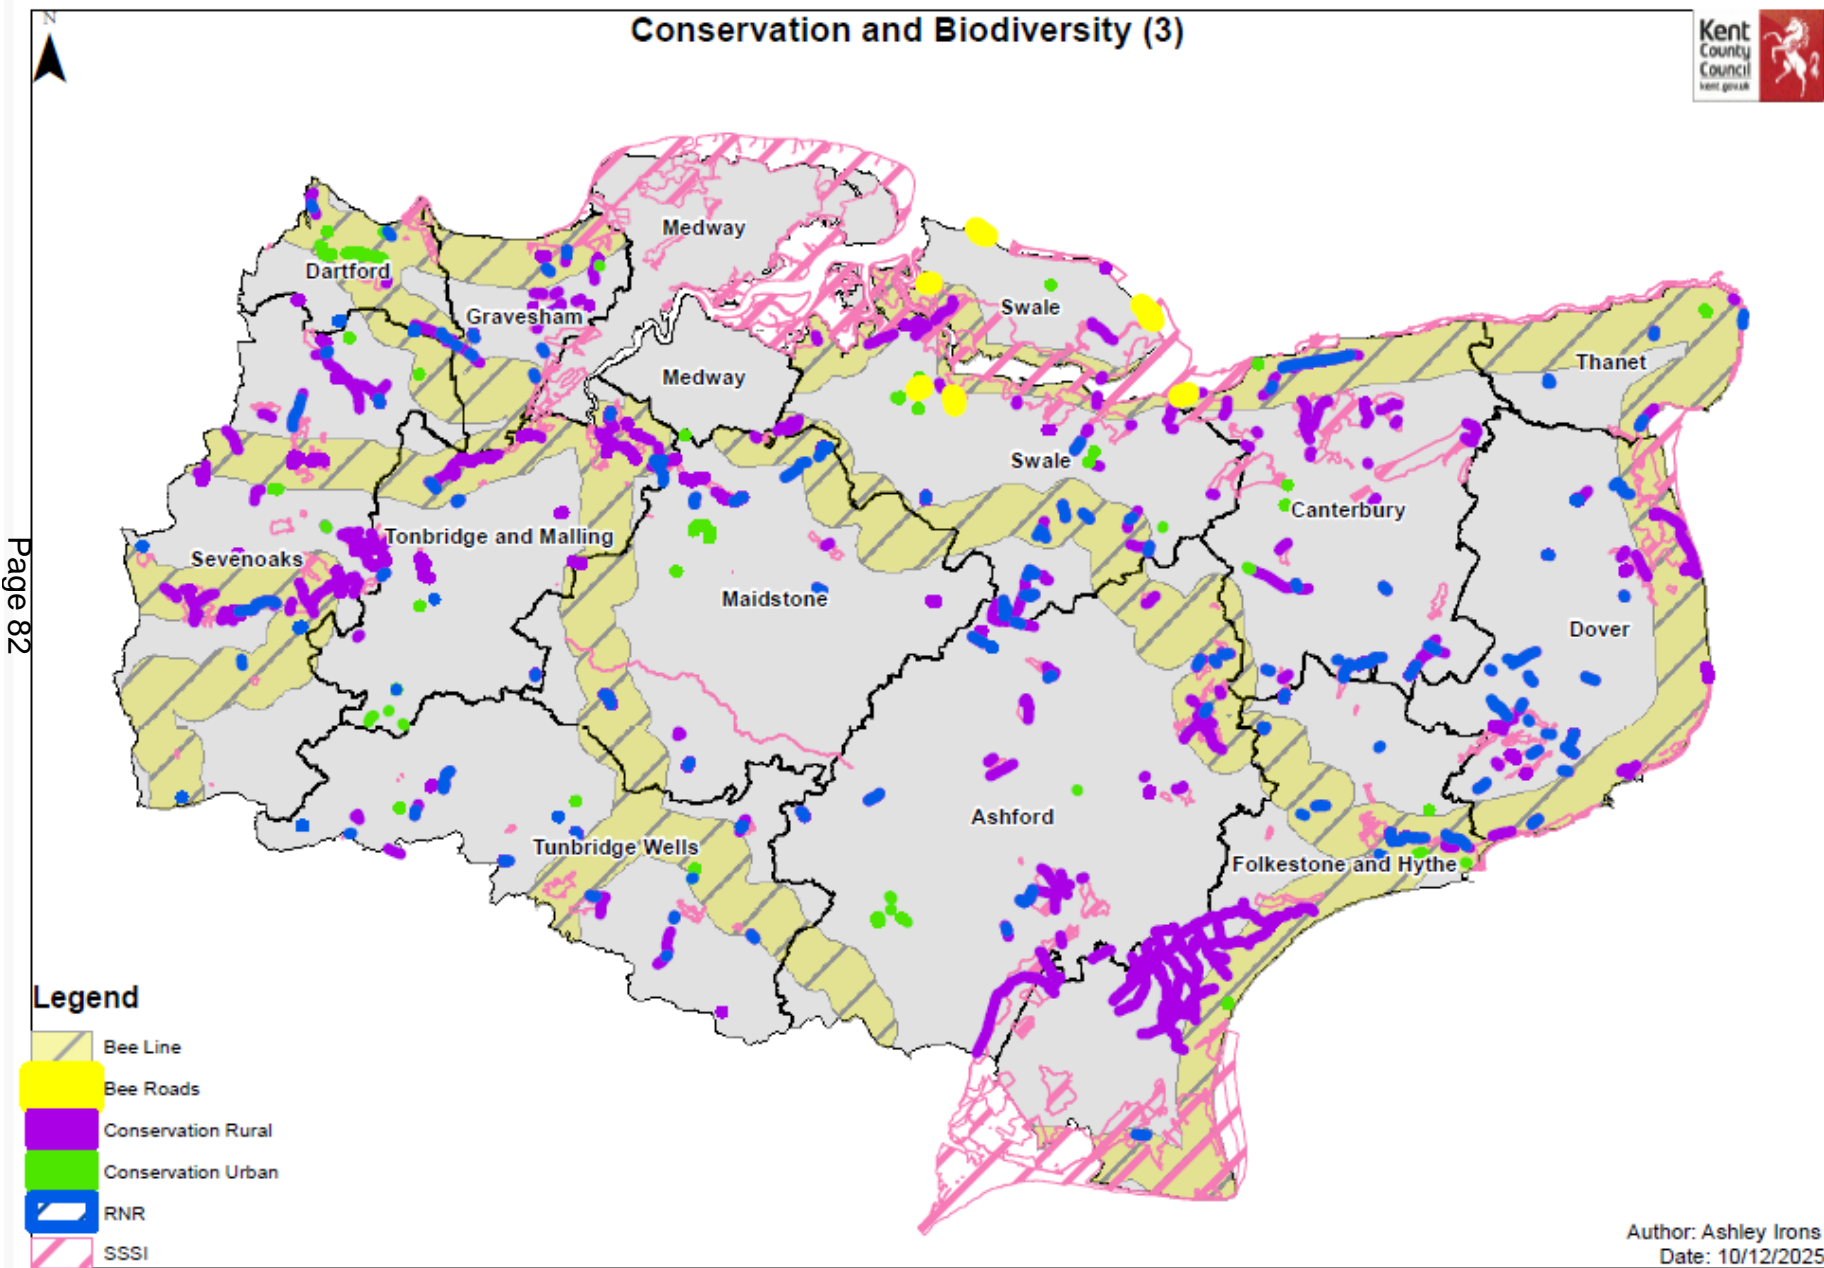 N
Conservation and Biodiversity (3)
Kent
County
Council
kent.gov.uk
Medway
Dartford
Gravesham
Swale
Medway
Thanet
Swale
Canterbury
Tonbridge and Malling
Sevenoaks
Maidstone
Dover
Ashford
Tunbridge Wells
Folkestone and Hythe
Page 82
Legend
Bee Line
Bee Roads
Conservation Rural
Conservation Urban
RNR
SSSI
Author: Ashley Irons
Date: 10/12/2025